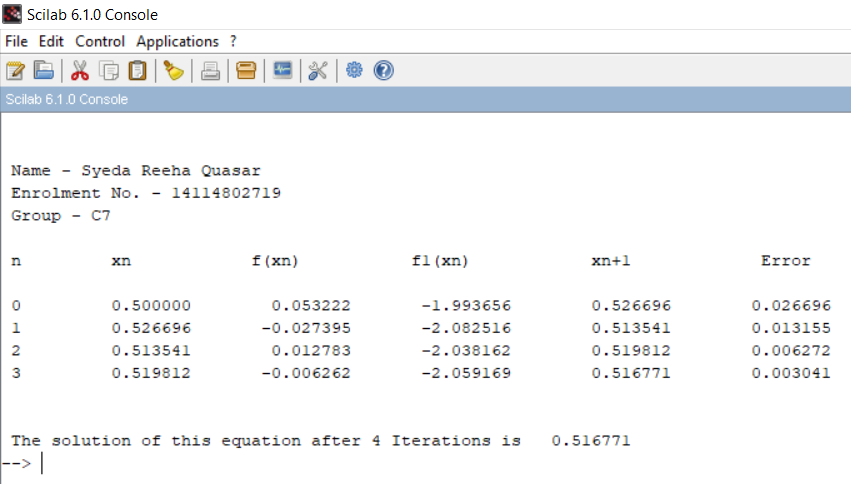 Scilab 6.1.0 Console
File Edit Control Applications ?
Scilab 6.1.0 Console
Name - Syeda Reeha Quasar
Enrolment No. - 14114802719
Group - C7
n xn f(xn) f1(xn) xn+1 Error
0 0.500000 0.053222 -1.993656 0.526696 0.026696
1 0.526696 -0.027395 -2.082516 0.513541 0.013155
2 0.513541 0.012783 -2.038162 0.519812 0.006272
3 0.519812 -0.006262 -2.059169 0.516771 0.003041
The solution of this equation after 4 Iterations is 0.516771
-->